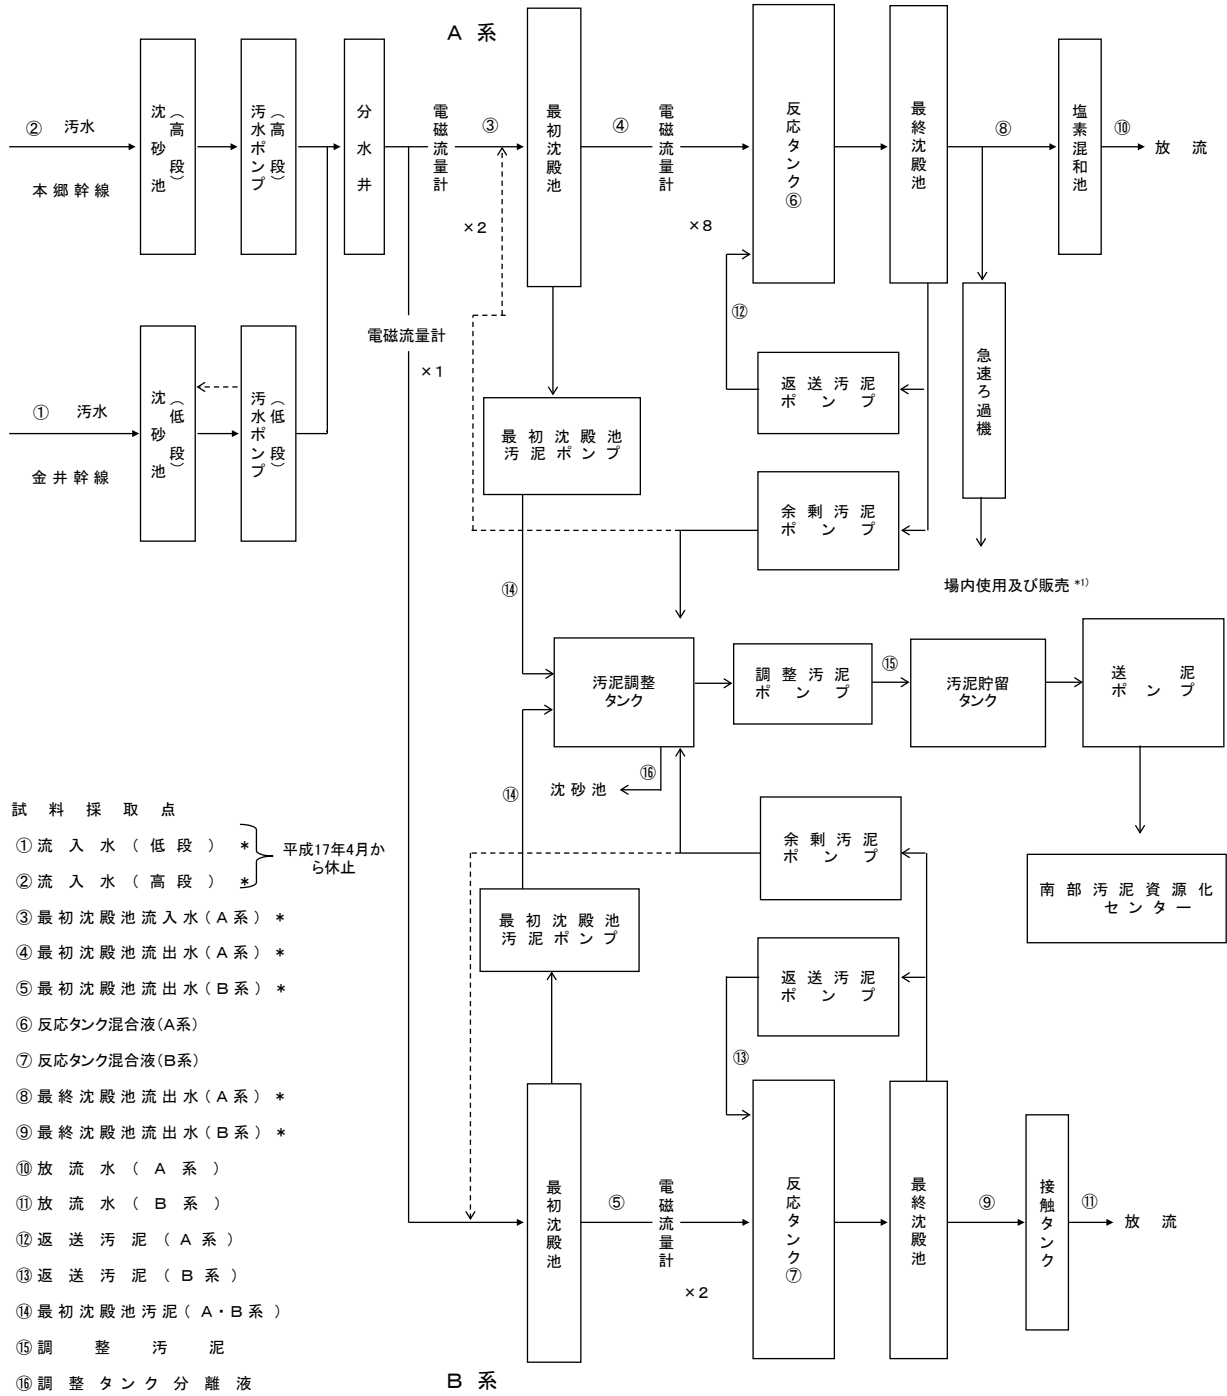 A 系
② 汚水
本郷幹線
沈砂池(高段)
汚水ポンプ(高段)
分水井
電磁流量計
×2
③
最初沈殿池
④
電磁流量計
×8
反応タンク⑥
最終沈殿池
⑧
塩素混和池
⑩
放流
① 汚水
金井幹線
沈砂池(低段)
汚水ポンプ(低段)
電磁流量計
×1
最初沈殿池
汚泥ポンプ
⑫
返送汚泥
ポンプ
余剰汚泥
ポンプ
急速ろ過機
場内使用及び販売 *1)
⑭
汚泥調整
タンク
調整汚泥
ポンプ
⑮
汚泥貯留
タンク
送泥
ポンプ
⑯
沈砂池
⑭
余剰汚泥
ポンプ
南部汚泥資源化
センター
最初沈殿池
汚泥ポンプ
返送汚泥
ポンプ
⑬
最初沈殿池
⑤
電磁流量計
×2
反応タンク⑦
最終沈殿池
⑨
接触タンク
⑪
放流
B 系
試料採取点
①流入水(低段) *
②流入水(高段) *
平成17年4月か
ら休止
③最初沈殿池流入水(A系) *
④最初沈殿池流出水(A系) *
⑤最初沈殿池流出水(B系) *
⑥反応タンク混合液(A系)
⑦反応タンク混合液(B系)
⑧最終沈殿池流出水(A系) *
⑨最終沈殿池流出水(B系) *
⑩放流水(A系)
⑪放流水(B系)
⑫返送汚泥(A系)
⑬返送汚泥(B系)
⑭最初沈殿池汚泥(A・B系)
⑮調整汚泥
⑯調整タンク分離液